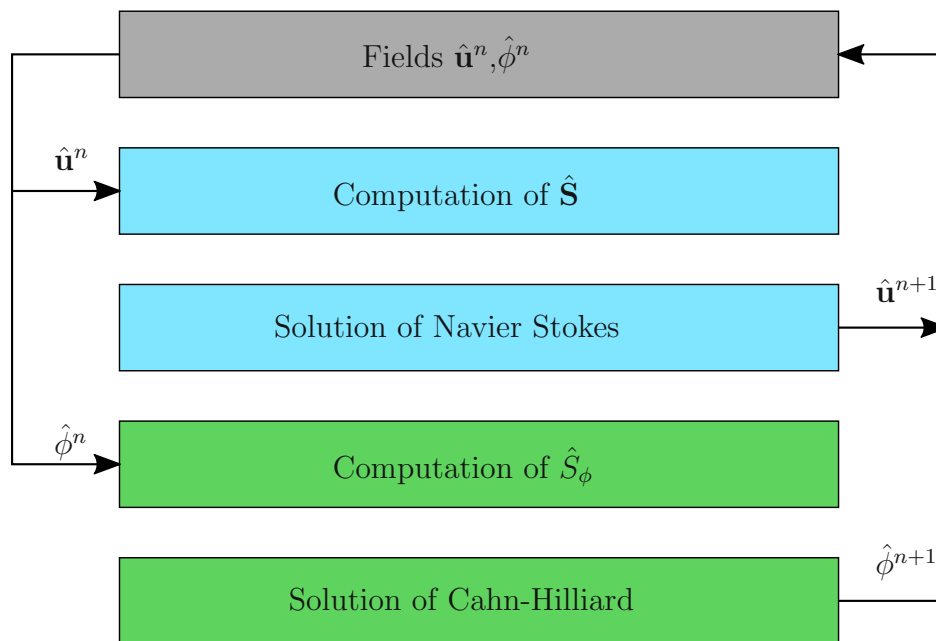 Fields û^n, ϕ̂^n
û^n
Computation of Ŝ
Solution of Navier Stokes
û^{n+1}
ϕ̂^n
Computation of Ŝ_ϕ
ϕ̂^{n+1}
Solution of Cahn-Hilliard